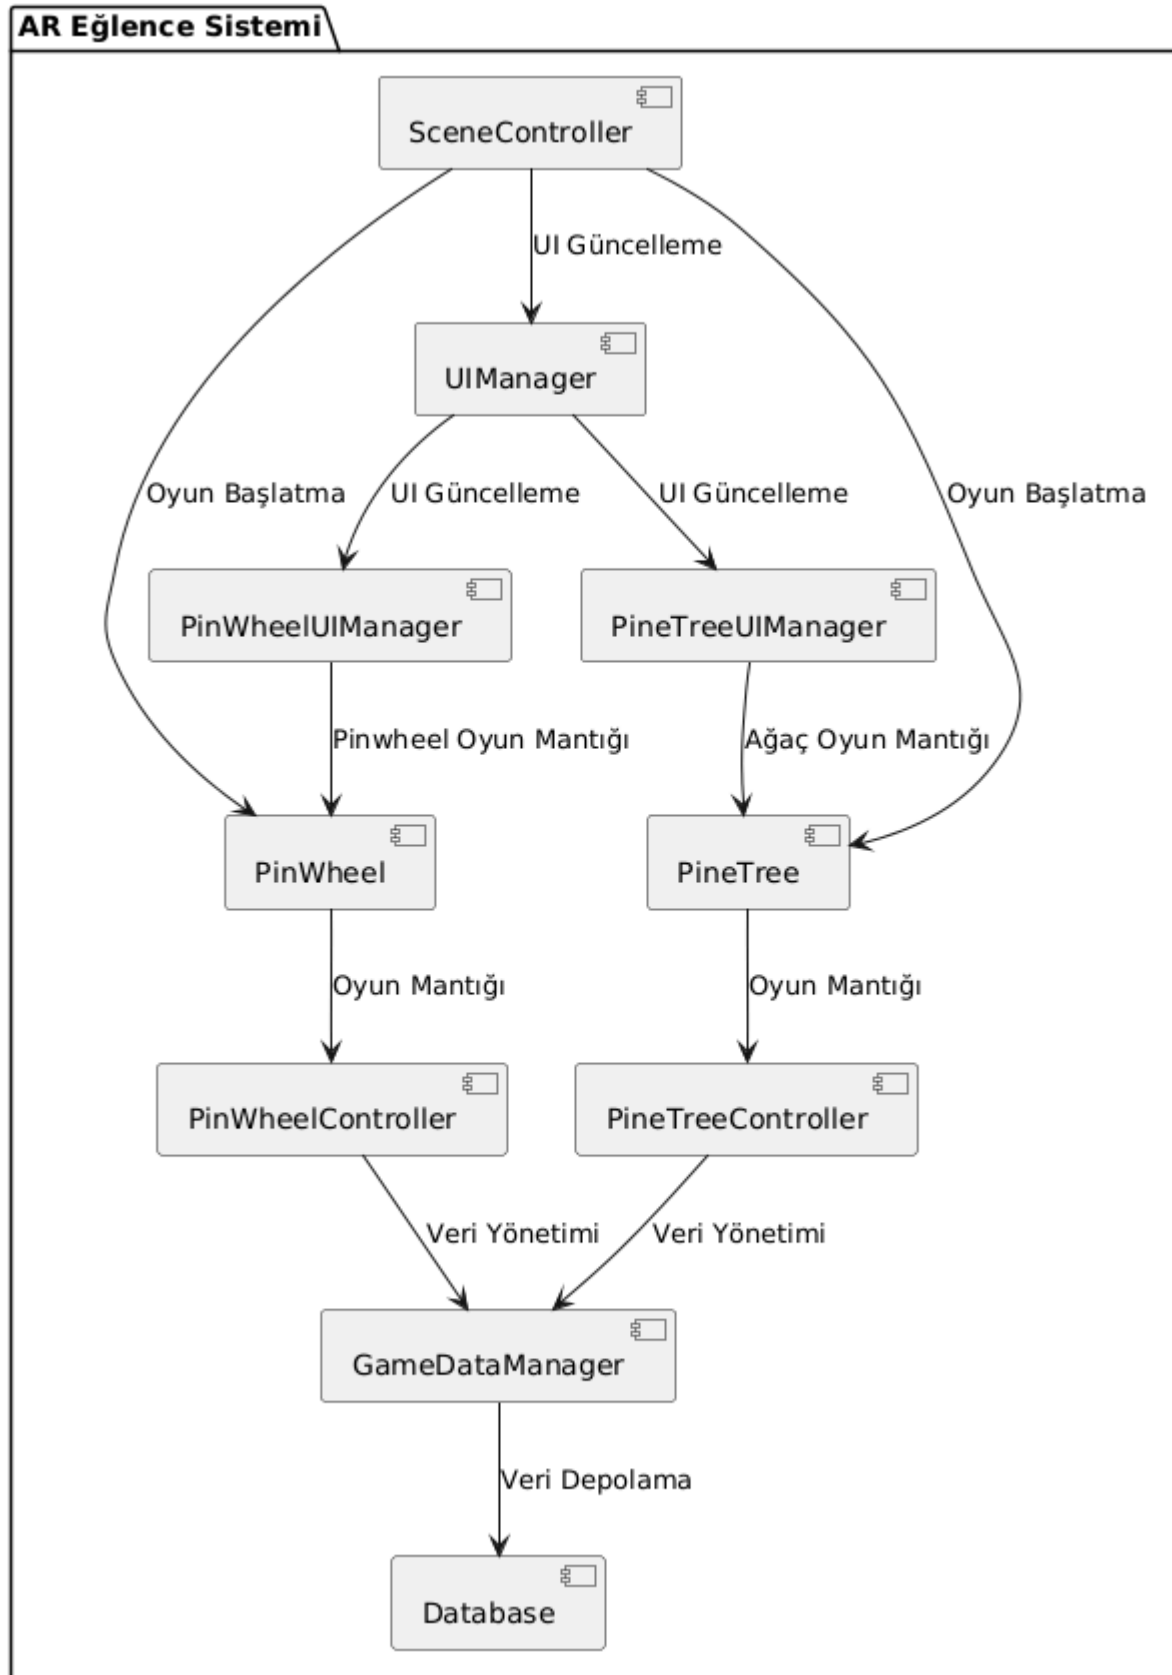 AR Eğlence Sistemi
SceneController
UI Güncelleme
UIManager
Oyun Başlatma
UI Güncelleme
UI Güncelleme
Oyun Başlatma
PinWheelUIManager
PineTreeUIManager
Pinwheel Oyun Mantığı
Ağaç Oyun Mantığı
PinWheel
PineTree
Oyun Mantığı
Oyun Mantığı
PinWheelController
PineTreeController
Veri Yönetimi
Veri Yönetimi
GameDataManager
Veri Depolama
Database